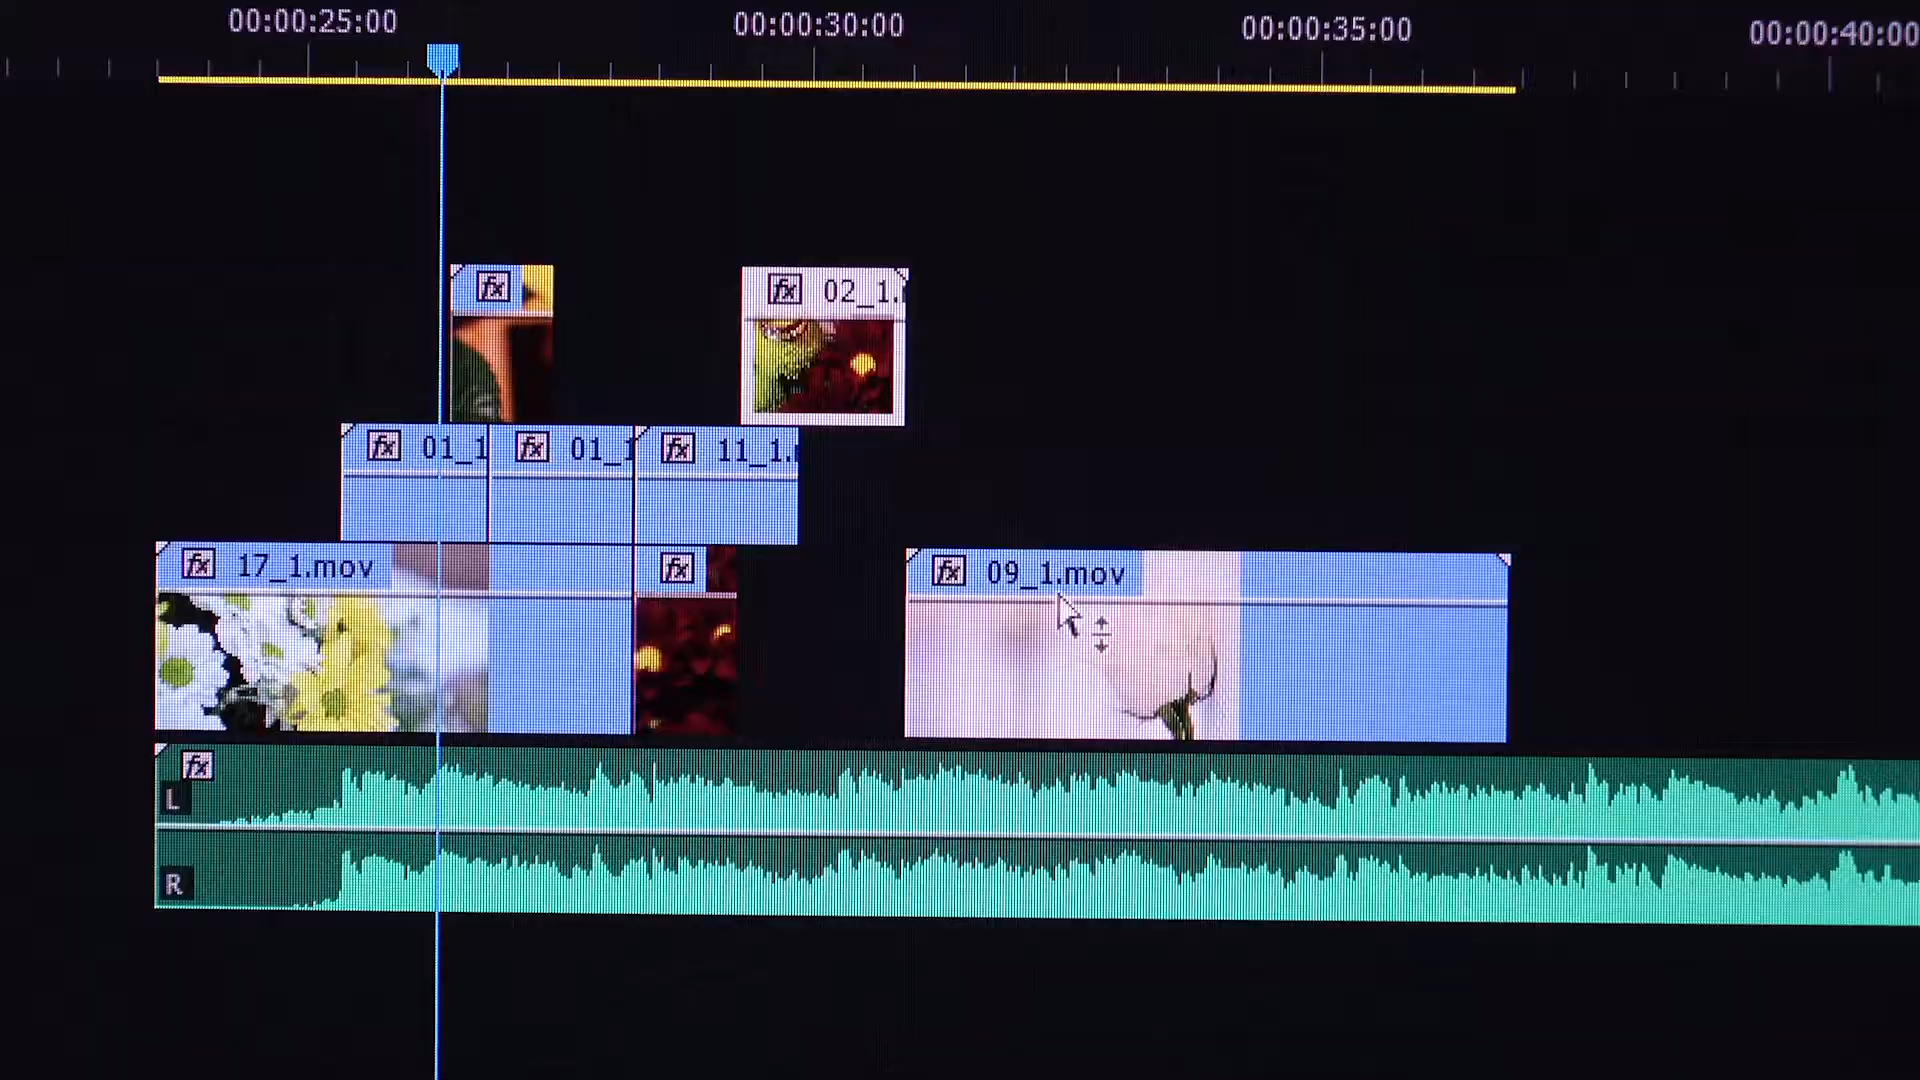 00:00:25:00 00:00:30:00 00:00:35:00 00:00:40:00
fx fx 02_1.
fx 01_1 fx 01_1 fx 11_1.
fx 17_1.mov fx fx 09_1.mov
fx
L
R